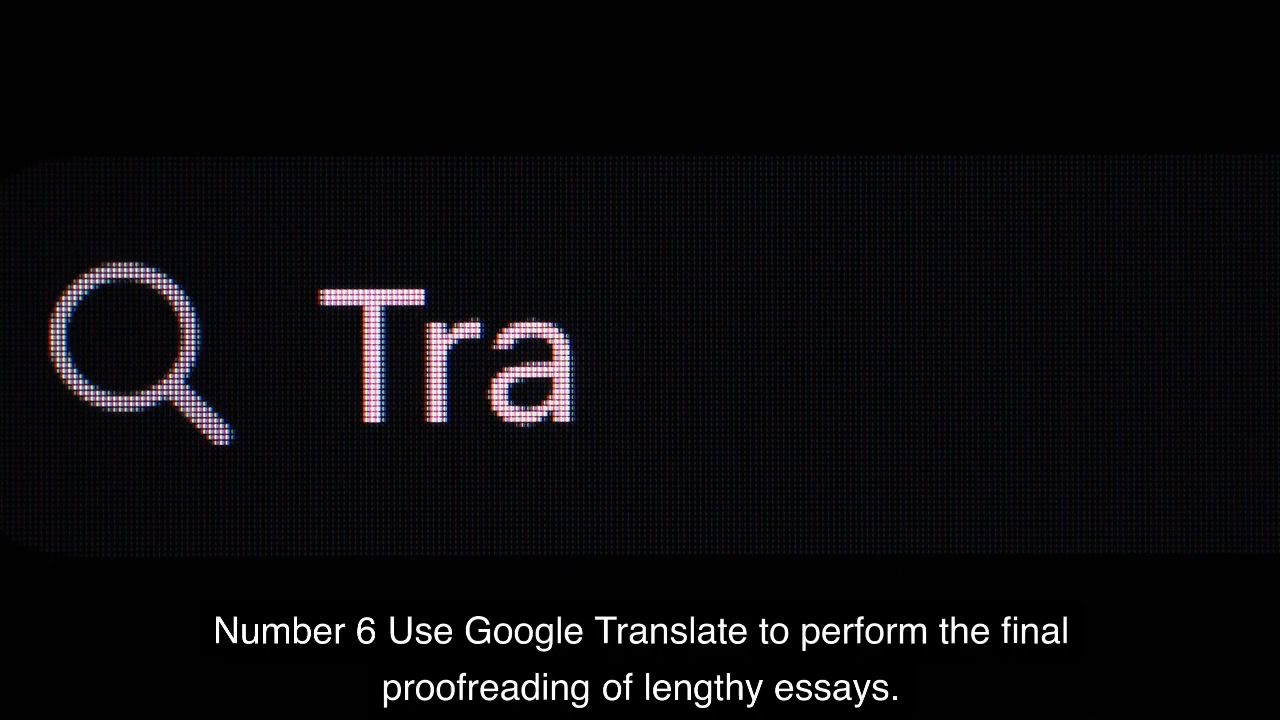 Tra
Number 6 Use Google Translate to perform the final
proofreading of lengthy essays.